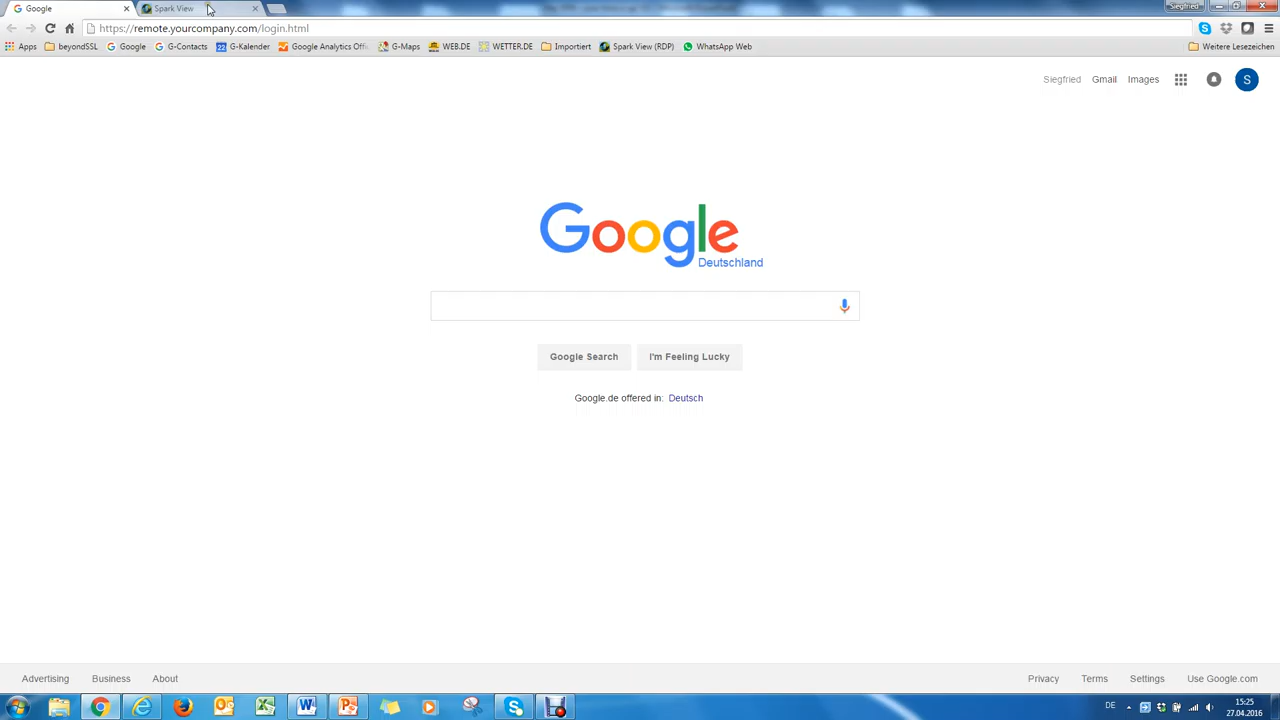 Google
Spark View
Siegfried
https://remote.yourcompany.com/login.html
Apps
beyondSSL
Google
G-Contacts
22
G-Kalender
Google Analytics Offi
G-Maps
WEB.DE
WETTER.DE
Importiert
Spark View (RDP)
WhatsApp Web
Weitere Lesezeichen
Siegfried
Gmail
Images
S
Google
Deutschland
Google Search
I'm Feeling Lucky
Google.de offered in: Deutsch
Advertising
Business
About
Privacy
Terms
Settings
Use Google.com
DE
15:25
27.04.2016